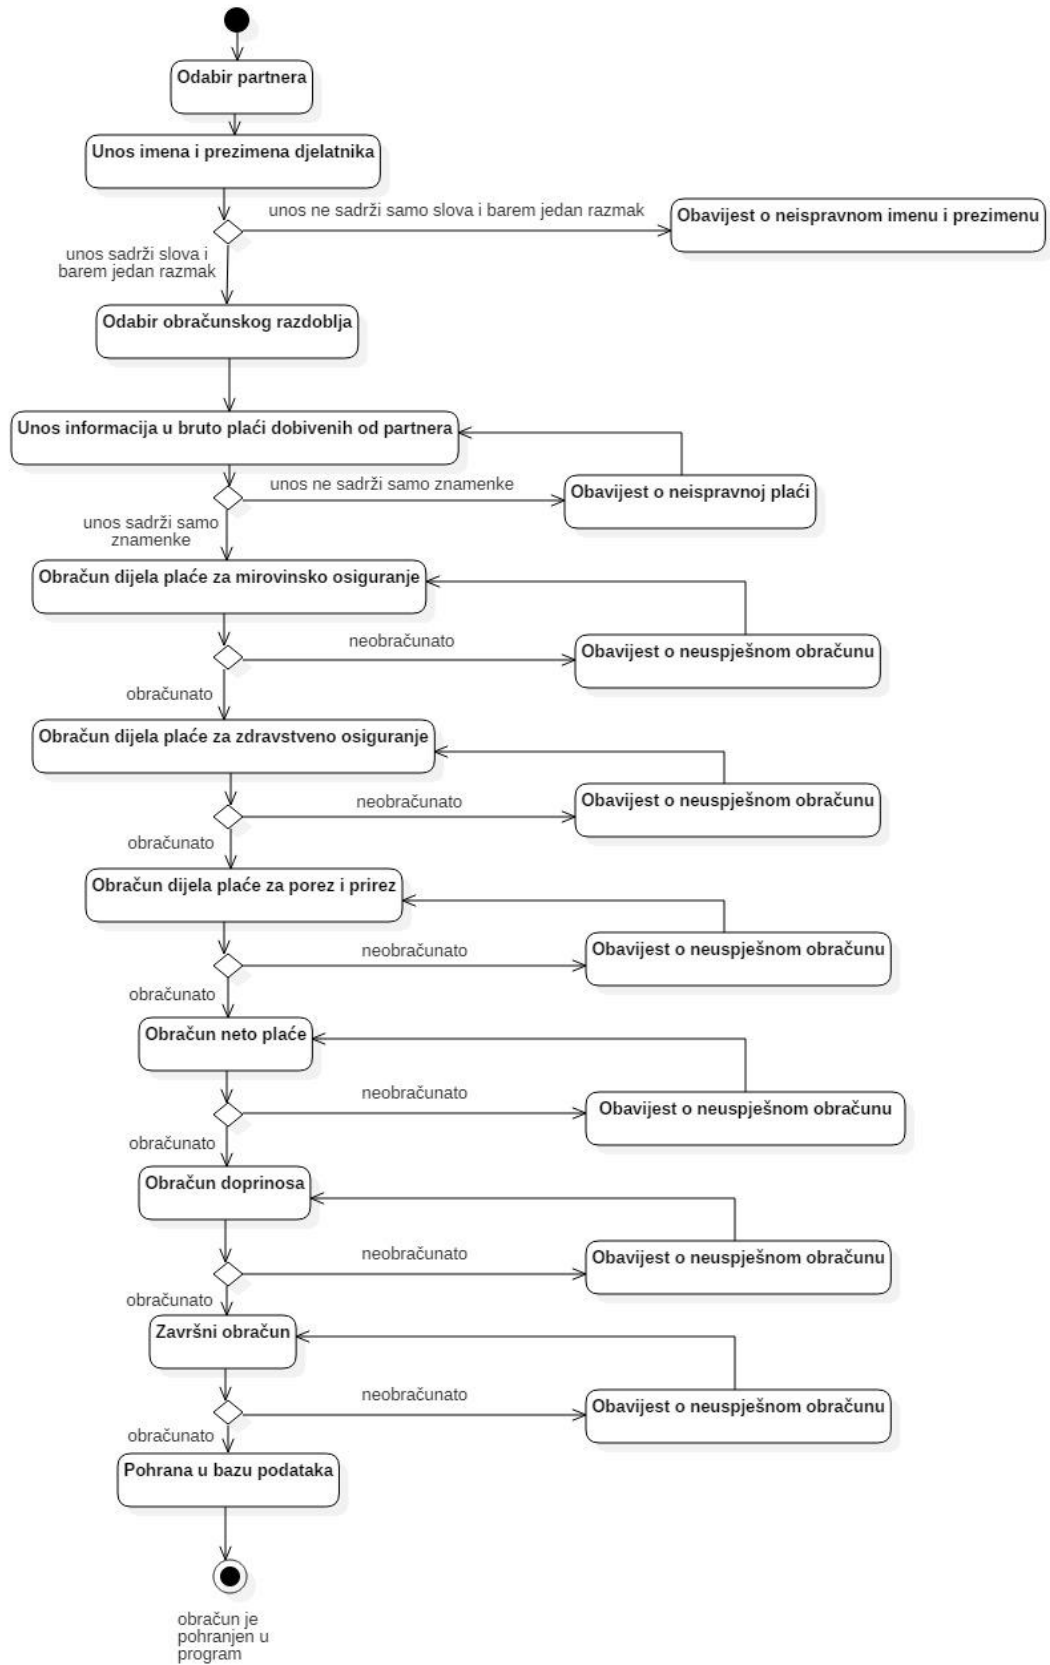 Odabir partnera
Unos imena i prezimena djelatnika
unos ne sadrži samo slova i barem jedan razmak
Obavijest o neispravnom imenu i prezimenu
unos sadrži slova i
barem jedan razmak
Odabir obračunskog razdoblja
Unos informacija u bruto plaći dobivenih od partnera
unos ne sadrži samo znamenke
Obavijest o neispravnoj plaći
unos sadrži samo
znamenke
Obračun dijela plaće za mirovinsko osiguranje
neobračunato
Obavijest o neuspješnom obračunu
obračunato
Obračun dijela plaće za zdravstveno osiguranje
neobračunato
Obavijest o neuspješnom obračunu
obračunato
Obračun dijela plaće za porez i prirez
neobračunato
Obavijest o neuspješnom obračunu
obračunato
Obračun neto plaće
neobračunato
Obavijest o neuspješnom obračunu
obračunato
Obračun doprinosa
neobračunato
Obavijest o neuspješnom obračunu
obračunato
Završni obračun
neobračunato
Obavijest o neuspješnom obračunu
obračunato
Pohrana u bazu podataka
obračun je
pohranjen u
program